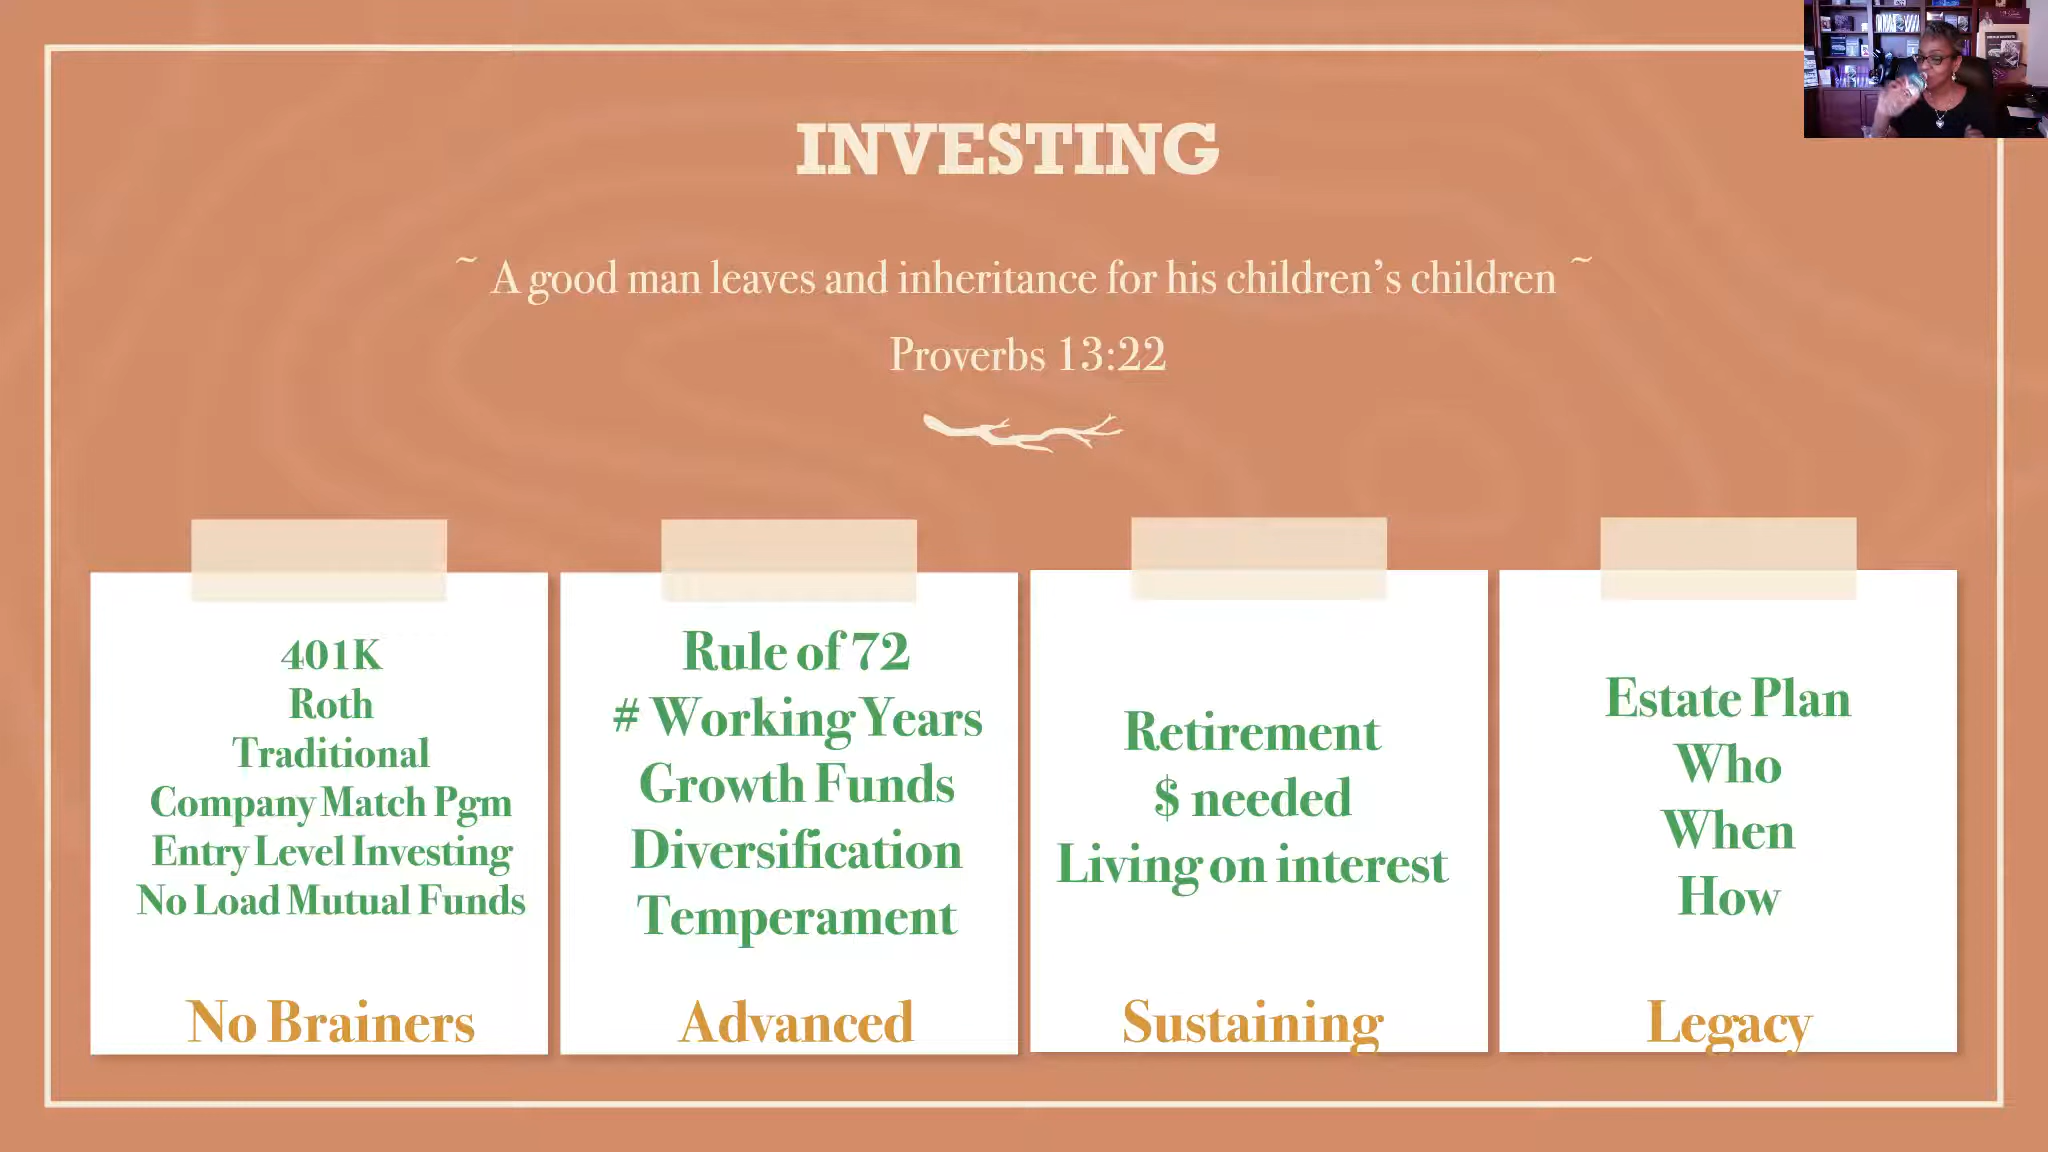 INVESTING
~ A good man leaves and inheritance for his children's children ~
Proverbs 13:22
401K
Roth
Traditional
Company Match Pgm
Entry Level Investing
No Load Mutual Funds
No Brainers
Rule of 72
# Working Years
Growth Funds
Diversification
Temperament
Advanced
Retirement
$ needed
Living on interest
Sustaining
Estate Plan
Who
When
How
Legacy